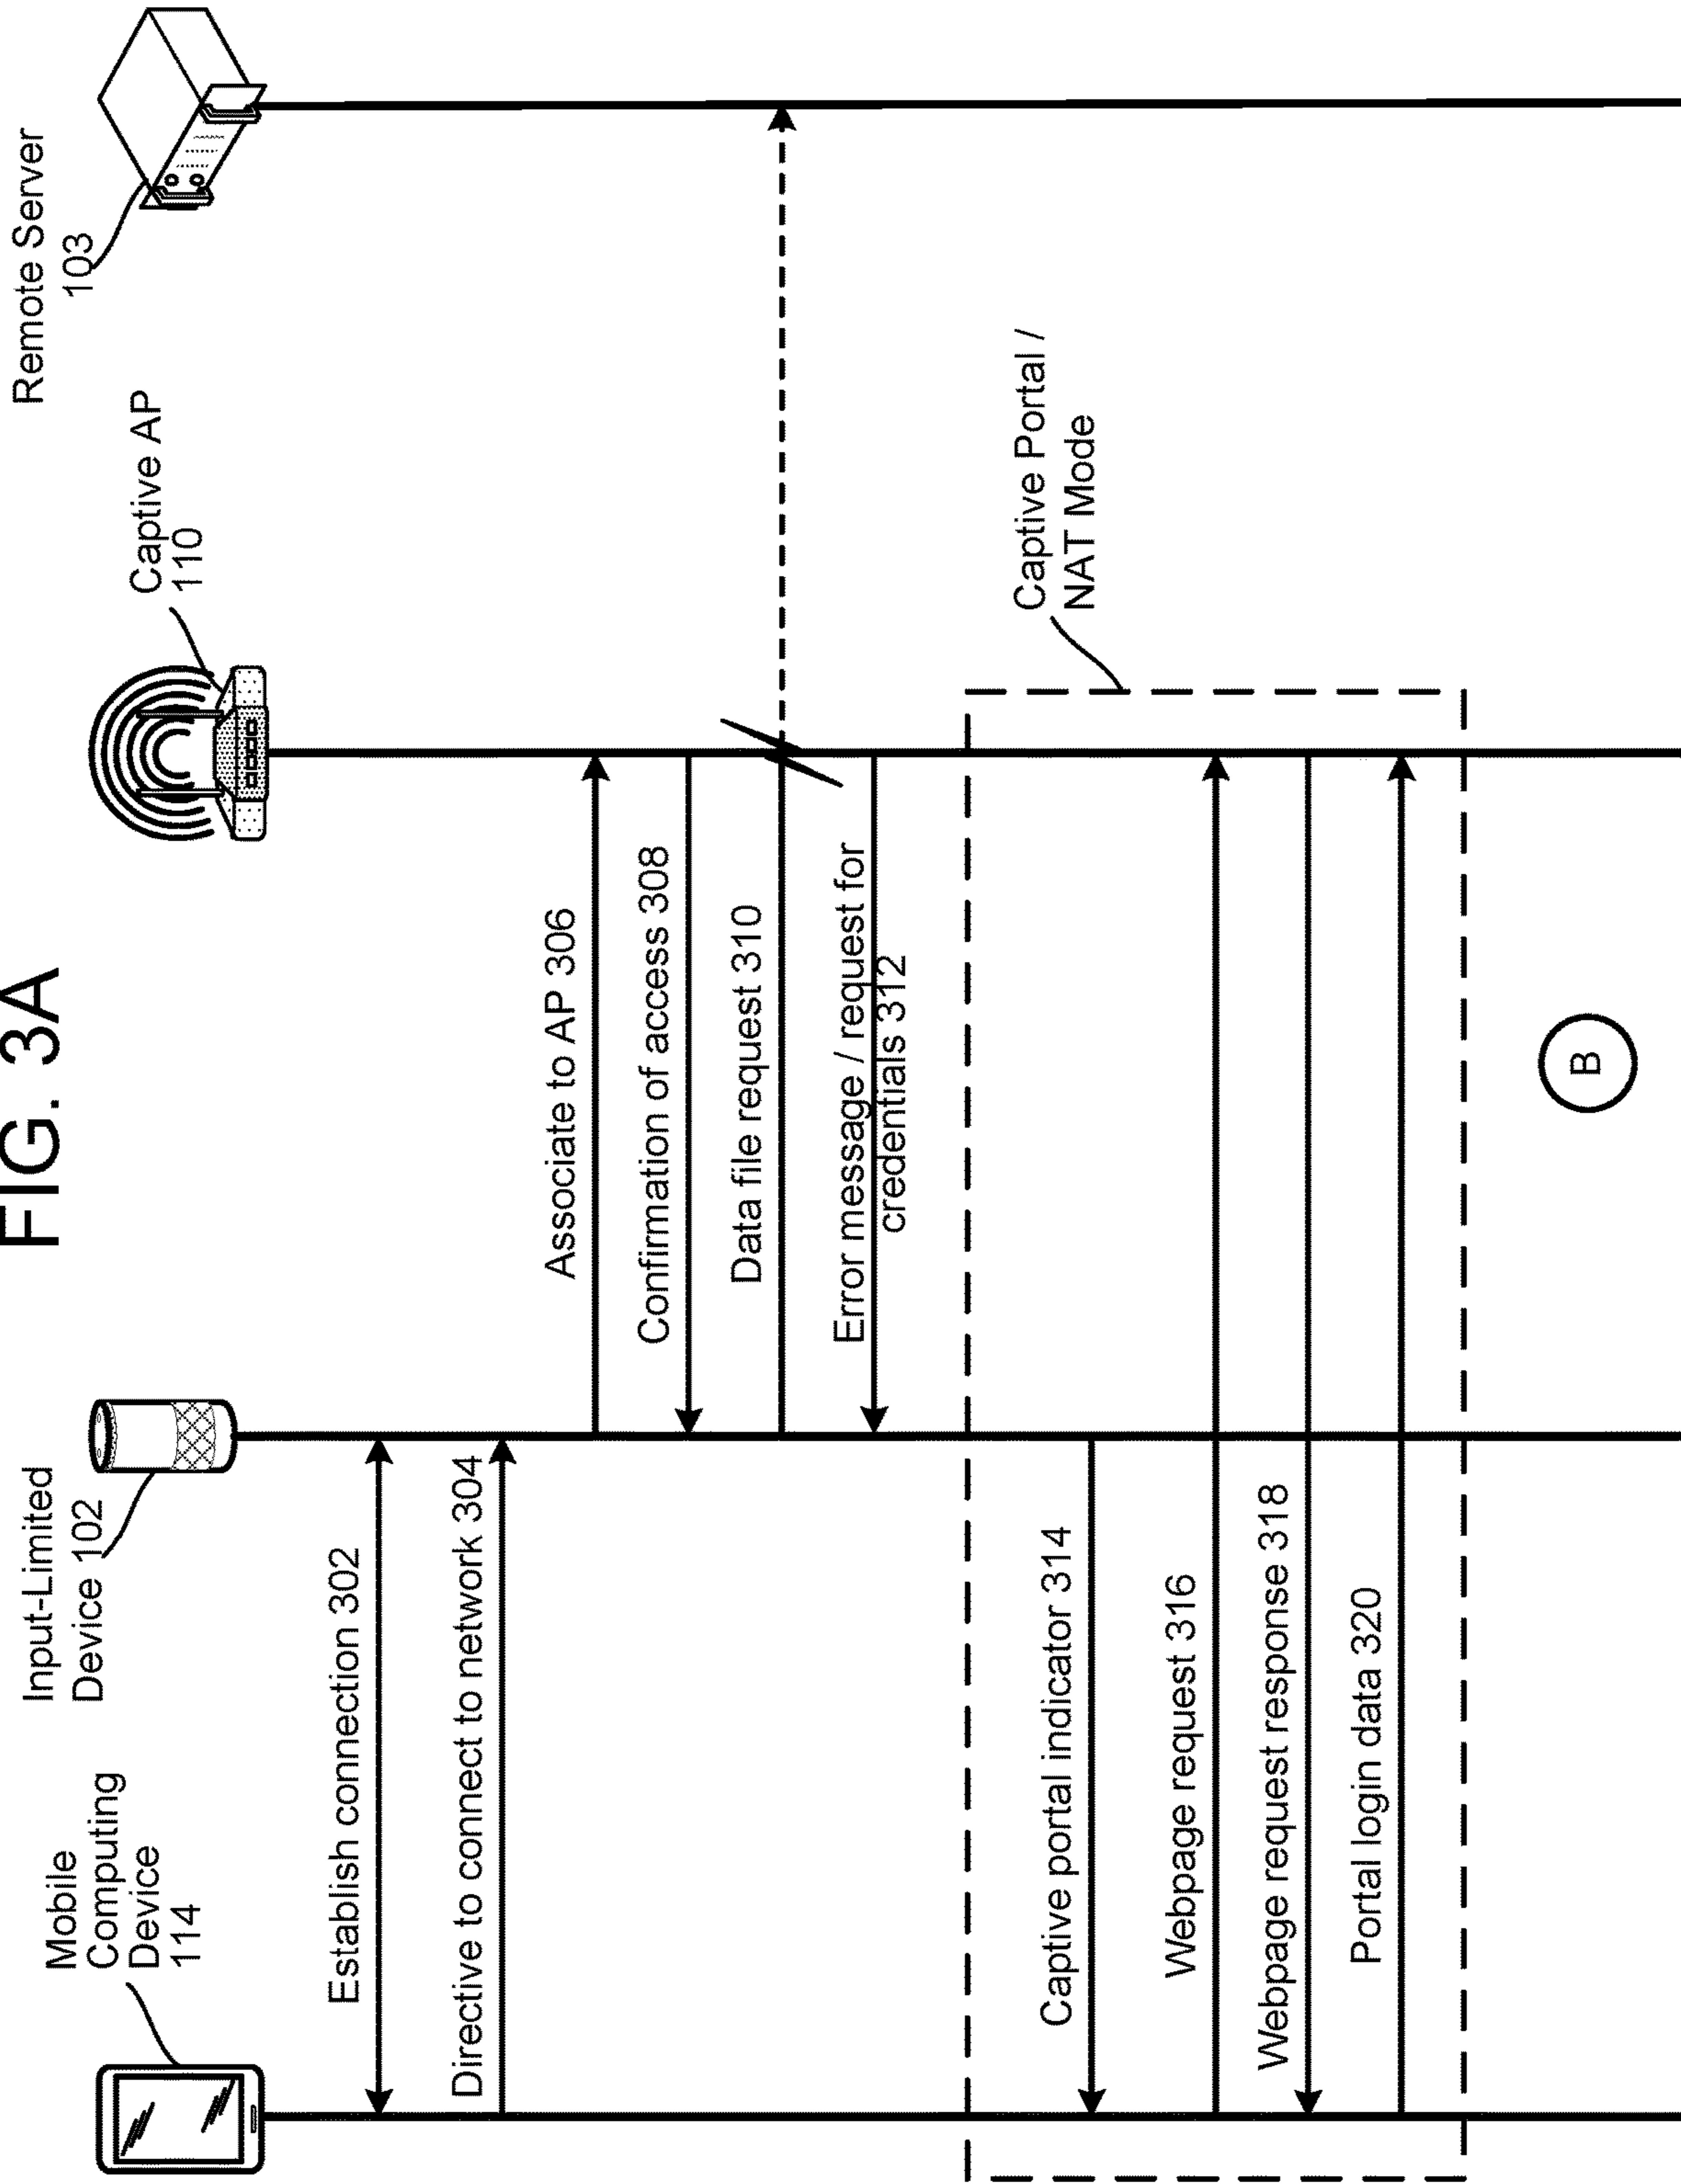 FIG. 3A
Mobile
Computing
Device
114
Input-Limited
Device 102
Captive AP
110
Remote Server
103
Establish connection 302
Directive to connect to network 304
Associate to AP 306
Confirmation of access 308
Data file request 310
Error message / request for
credentials 312
Captive Portal /
NAT Mode
Captive portal indicator 314
Webpage request 316
Webpage request response 318
Portal login data 320
B